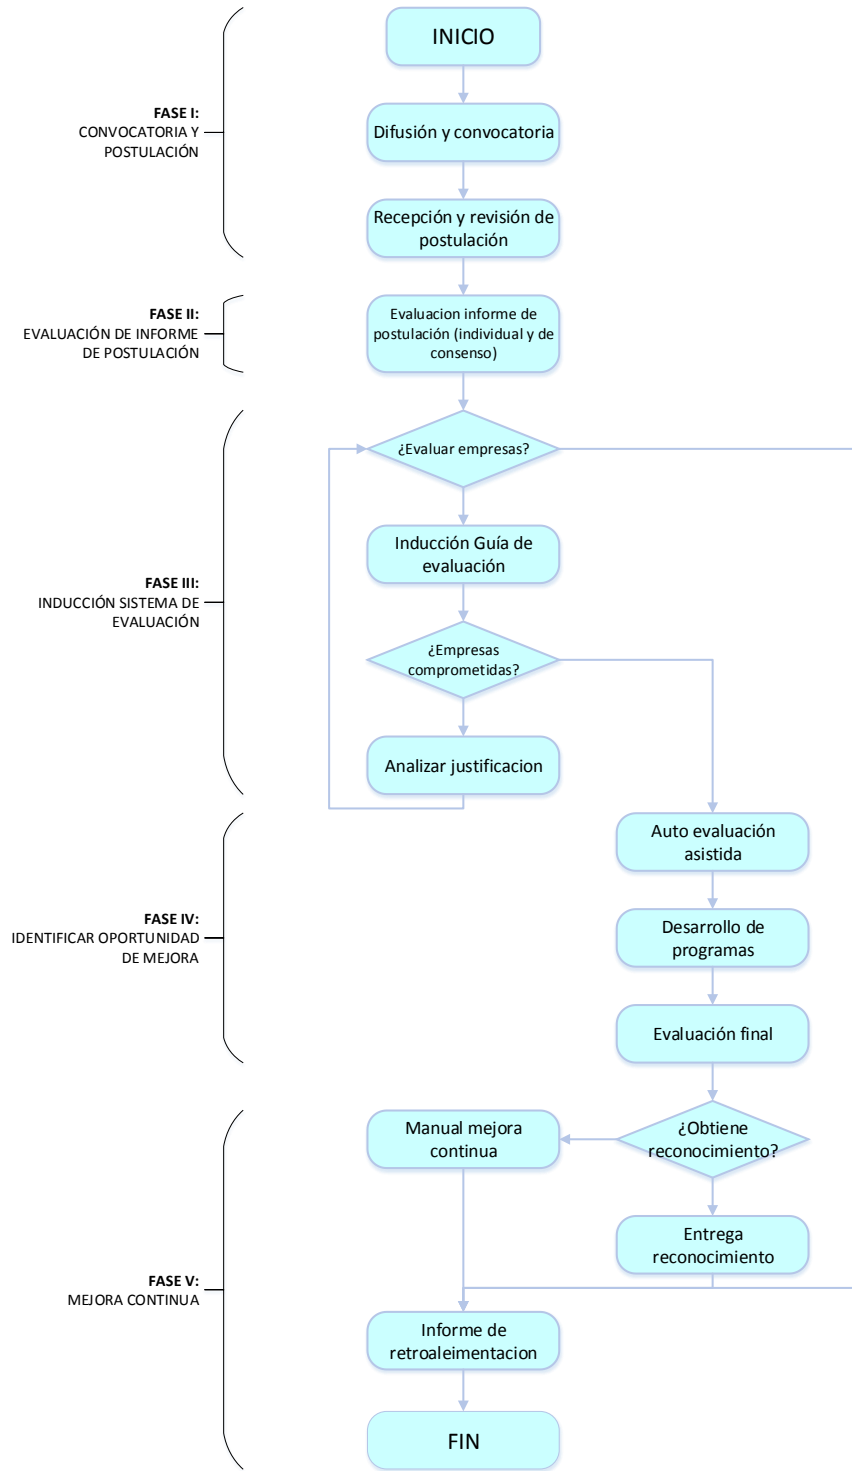 INICIO
FASE I:
CONVOCATORIA Y
POSTULACIÓN
Difusión y convocatoria
Recepción y revisión de
postulación
FASE II:
EVALUACIÓN DE INFORME
DE POSTULACIÓN
Evaluacion informe de
postulación (individual y de
consenso)
¿Evaluar empresas?
Inducción Guía de
evaluación
FASE III:
INDUCCIÓN SISTEMA DE
EVALUACIÓN
¿Empresas
comprometidas?
Analizar justificacion
Auto evaluación
asistida
FASE IV:
IDENTIFICAR OPORTUNIDAD
DE MEJORA
Desarrollo de
programas
Evaluación final
Manual mejora
continua
¿Obtiene
reconocimiento?
Entrega
reconocimiento
FASE V:
MEJORA CONTINUA
Informe de
retroaleimentacion
FIN